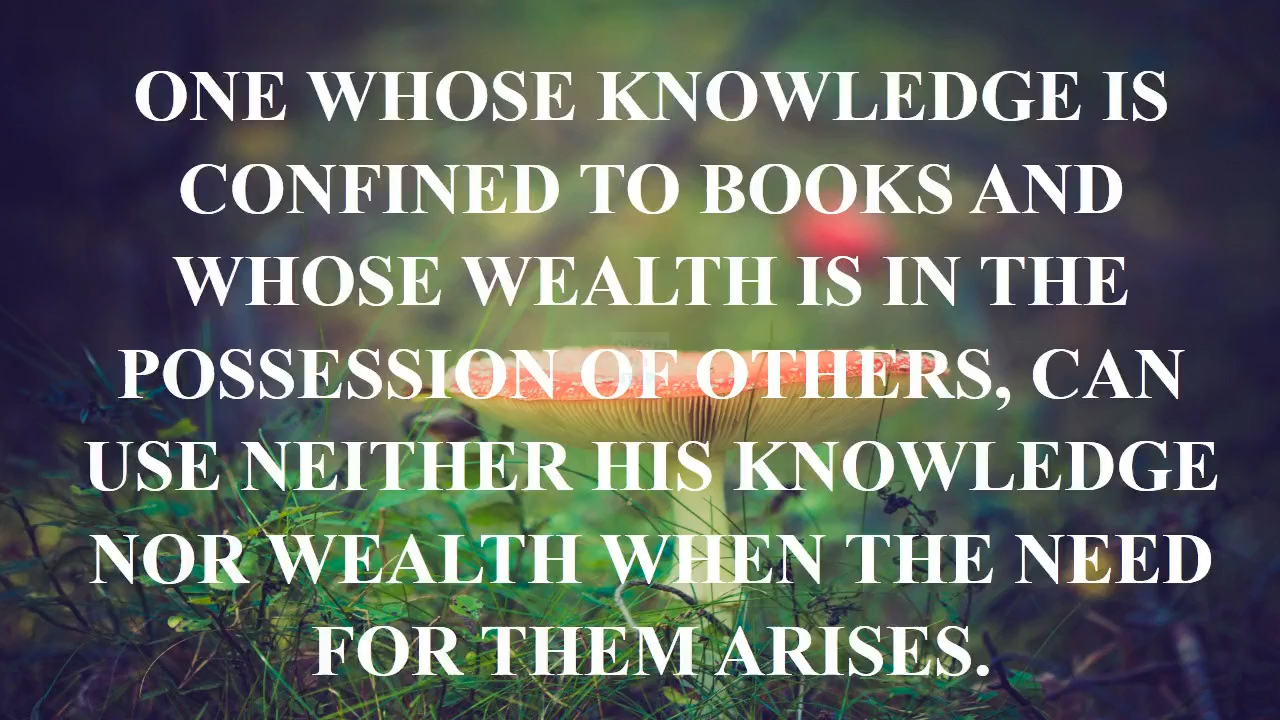 ONE WHOSE KNOWLEDGE IS
CONFINED TO BOOKS AND
WHOSE WEALTH IS IN THE
POSSESSION OF OTHERS, CAN
USE NEITHER HIS KNOWLEDGE
NOR WEALTH WHEN THE NEED
FOR THEM ARISES.